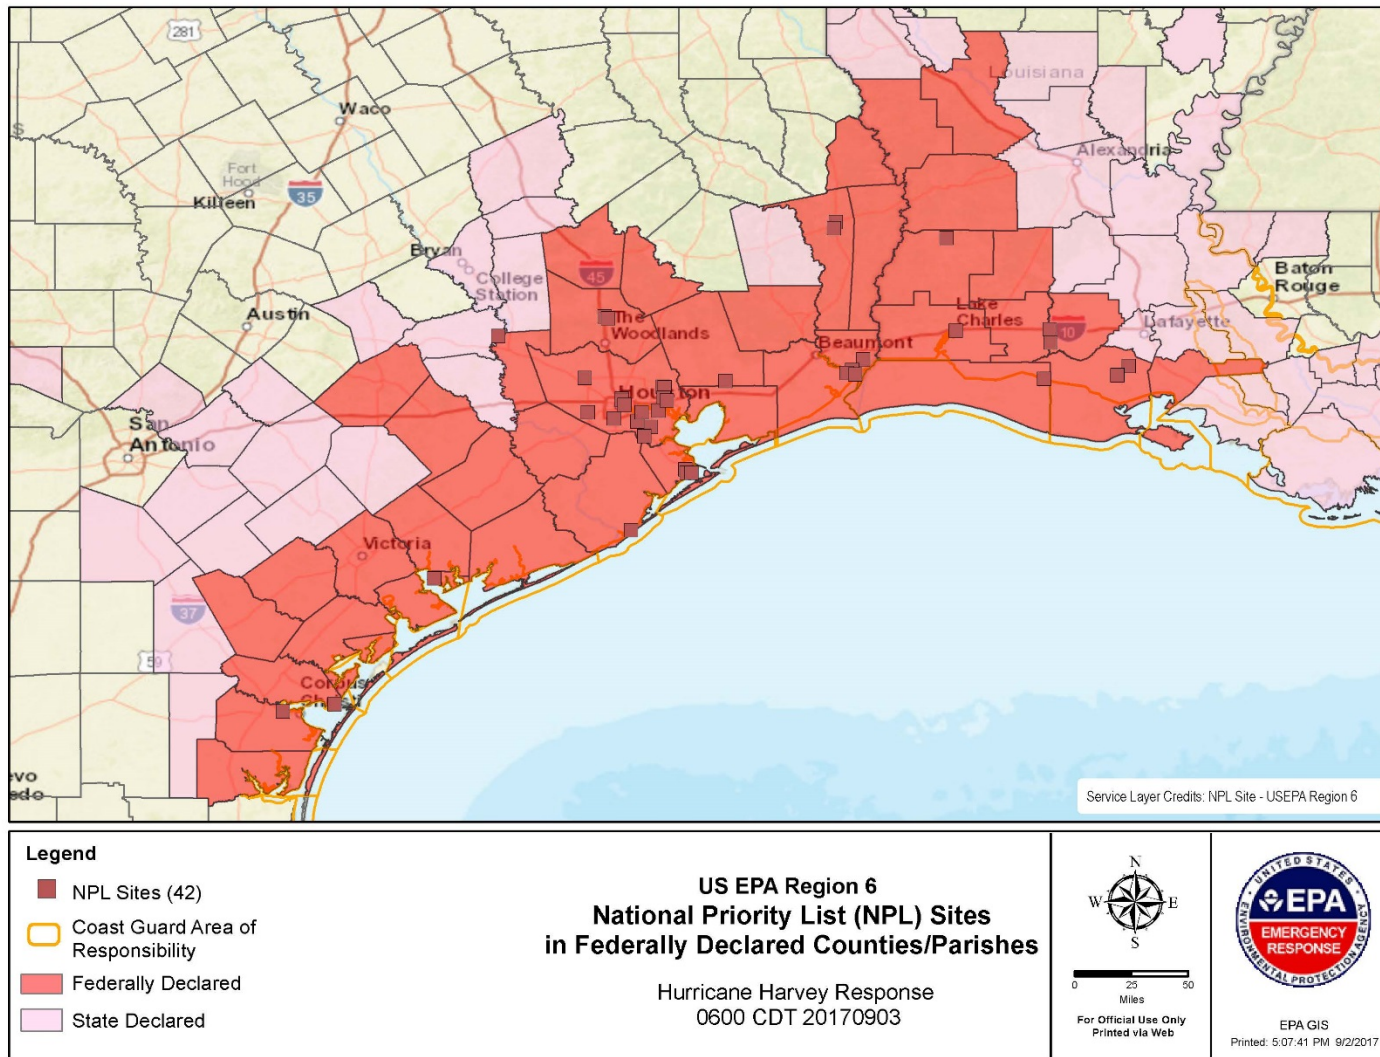 281
Louisiana
Waco
Alexandria
Fort
Hood
Killeen
35
Bryan
College
Station
45
Baton
Rouge
Austin
The
Woodlands
Lake
Charles
10
Lafayette
Beaumont
Houston
San
Antonio
Victoria
37
59
Corpus
Christi
evo
edo
Service Layer Credits: NPL Site - USEPA Region 6
Legend
NPL Sites (42)
Coast Guard Area of
Responsibility
Federally Declared
State Declared
US EPA Region 6
National Priority List (NPL) Sites
in Federally Declared Counties/Parishes
Hurricane Harvey Response
0600 CDT 20170903
N
W
E
S
0 25 50
Miles
For Official Use Only
Printed via Web
UNITED STATES
EPA
EMERGENCY
RESPONSE
ENVIRONMENTAL PROTECTION AGENCY
EPA GIS
Printed: 5:07:41 PM 9/2/2017